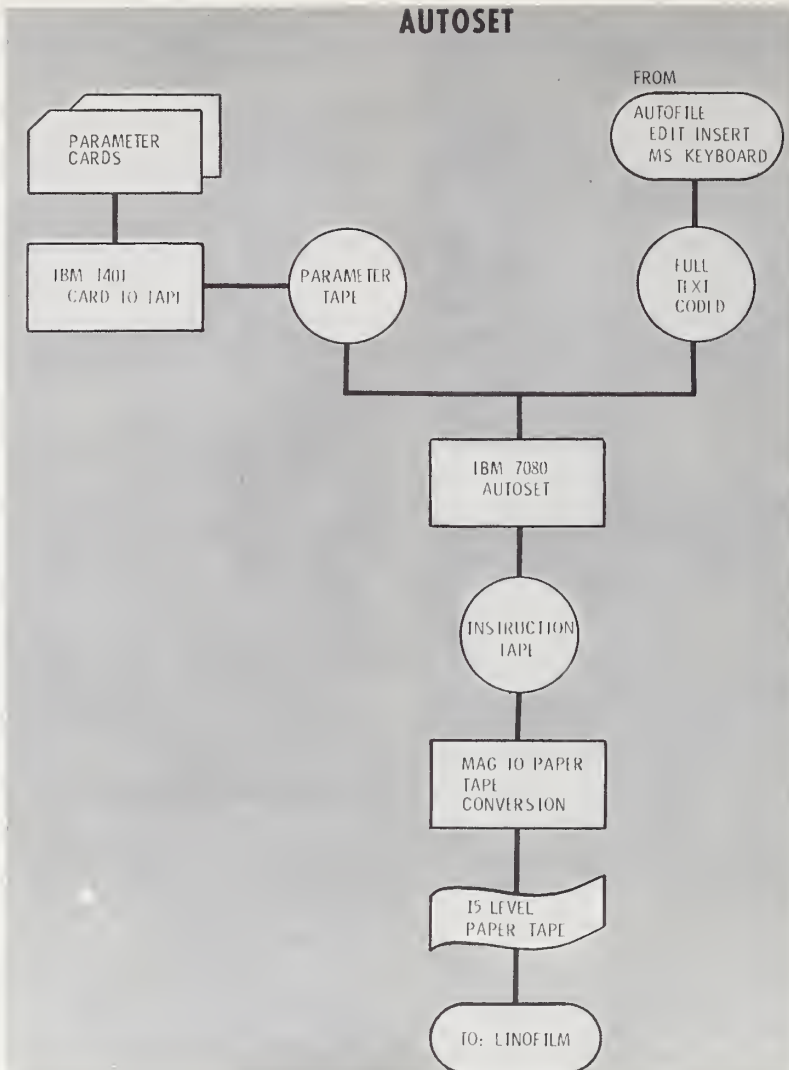 AUTOSET
PARAMETER
CARDS
IBM 1401
CARD TO TAPE
PARAMETER
TAPE
FROM
AUTOFILE
EDIT INSERT
MS KEYBOARD
FULL
TEXT
CODED
IBM 7080
AUTOSET
INSTRUCTION
TAPE
MAG TO PAPER
TAPE
CONVERSION
15 LEVEL
PAPER TAPE
TO: LINOFILM